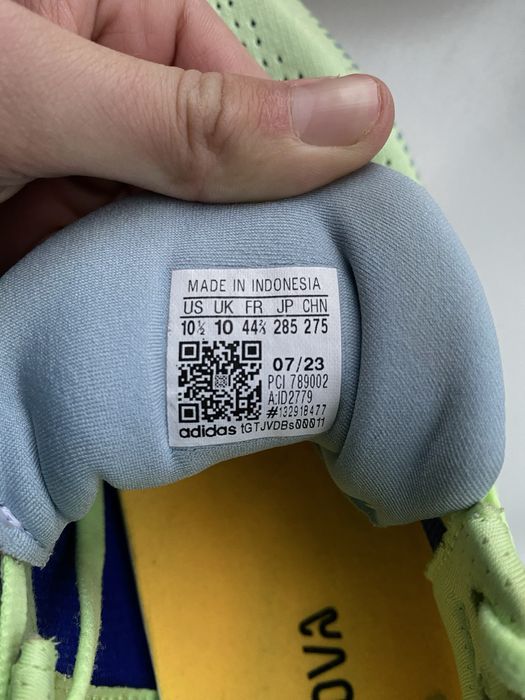 MADE IN INDONESIA
US UK FR JP CHN
10½ 10 44⅔ 285 275
07/23
PCI 789002
A:ID2779
#132918477
adidas tGTJVDBs00011
OVA